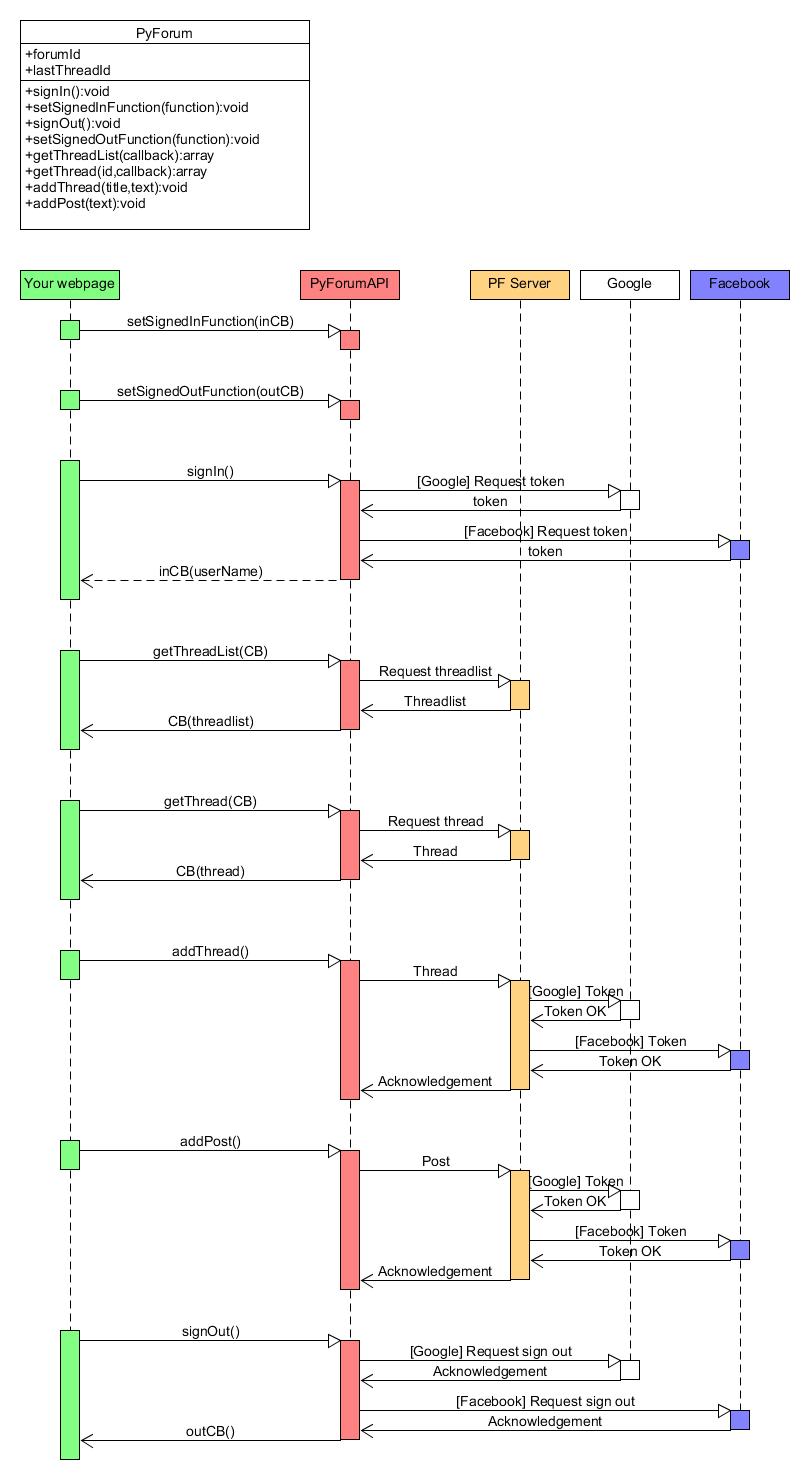 PyForum
+forumId
+lastThreadId
+signIn():void
+setSignedInFunction(function):void
+signOut():void
+setSignedOutFunction(function):void
+getThreadList(callback):array
+getThread(id,callback):array
+addThread(title,text):void
+addPost(text):void
Your webpage
PyForumAPI
PF Server
Google
Facebook
setSignedInFunction(inCB)
setSignedOutFunction(outCB)
signIn()
[Google] Request token
token
[Facebook] Request token
token
inCB(userName)
getThreadList(CB)
Request threadlist
Threadlist
CB(threadlist)
getThread(CB)
Request thread
Thread
CB(thread)
addThread()
Thread
[Google] Token
Token OK
[Facebook] Token
Token OK
Acknowledgement
addPost()
Post
[Google] Token
Token OK
[Facebook] Token
Token OK
Acknowledgement
signOut()
[Google] Request sign out
Acknowledgement
[Facebook] Request sign out
Acknowledgement
outCB()